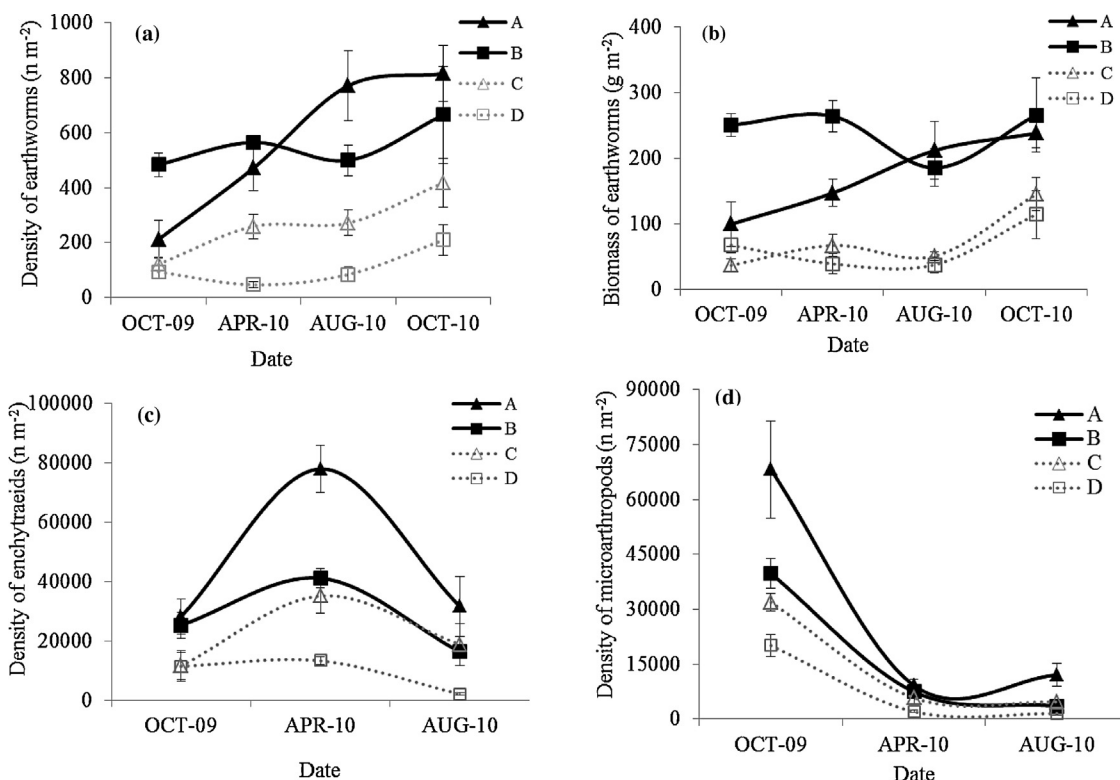 (a)
Density of earthworms (n m⁻²)
1000
800
600
400
200
0
OCT-09 APR-10 AUG-10 OCT-10
Date
A
B
C
D
(b)
Biomass of earthworms (g m⁻²)
400
300
200
100
0
OCT-09 APR-10 AUG-10 OCT-10
Date
A
B
C
D
(c)
Density of enchytraeids (n m⁻²)
100000
80000
60000
40000
20000
0
OCT-09 APR-10 AUG-10
Date
A
B
C
D
(d)
Density of microarthropods (n m⁻²)
90000
75000
60000
45000
30000
15000
0
OCT-09 APR-10 AUG-10
Date
A
B
C
D